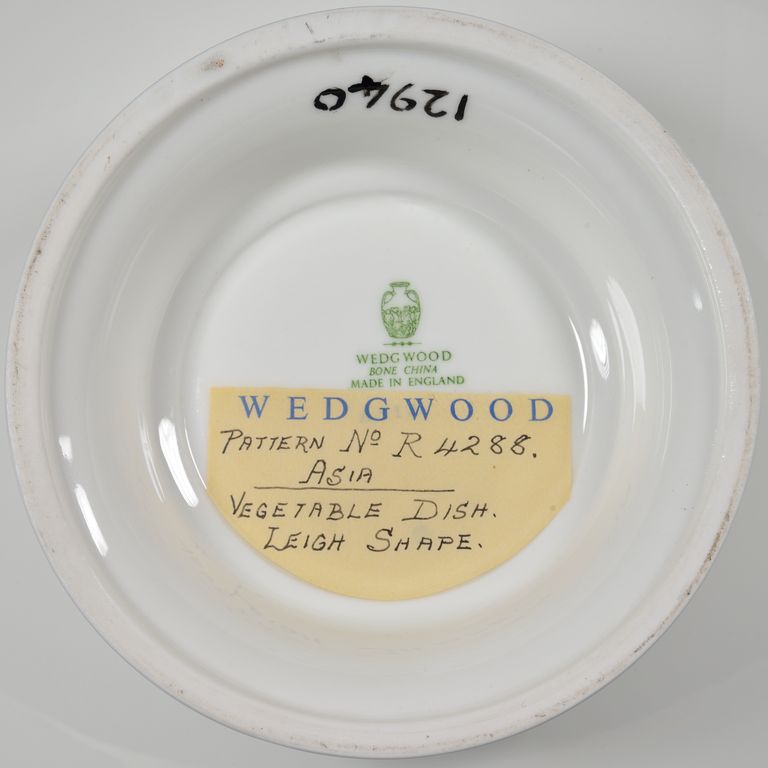 12940
WEDGWOOD
BONE CHINA
MADE IN ENGLAND
WEDGWOOD
PATTERN Nº R 4288.
ASIA
VEGETABLE DISH.
LEIGH SHAPE.